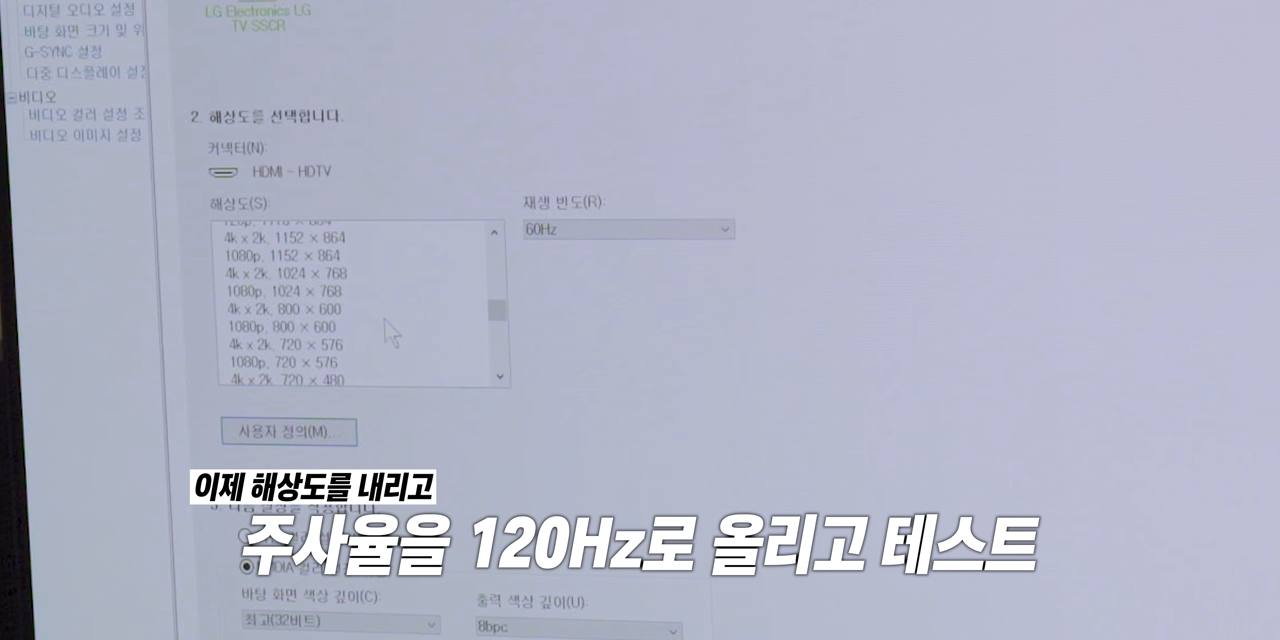 디지털 오디오 설정
바탕 화면 크기 및 위
G-SYNC 설정
다중 디스플레이 설정
비디오
비디오 컬러 설정 조
비디오 이미지 설정
LG Electronics LG
TV SSCR
2. 해상도를 선택합니다.
커넥터(N):
HDMI - HDTV
해상도(S):
재생 빈도(R):
60Hz
4k x 2k, 1152 × 864
1080p, 1152 × 864
4k x 2k, 1024 × 768
1080p, 1024 × 768
4k x 2k, 800 × 600
1080p, 800 × 600
4k x 2k, 720 × 576
1080p, 720 × 576
4k x 2k, 720 × 480
사용자 정의(M)...
이제 해상도를 내리고
주사율을 120Hz로 올리고 테스트
바탕 화면 색상 깊이(C):
출력 색상 깊이(U):
최고(32비트)
8bpc